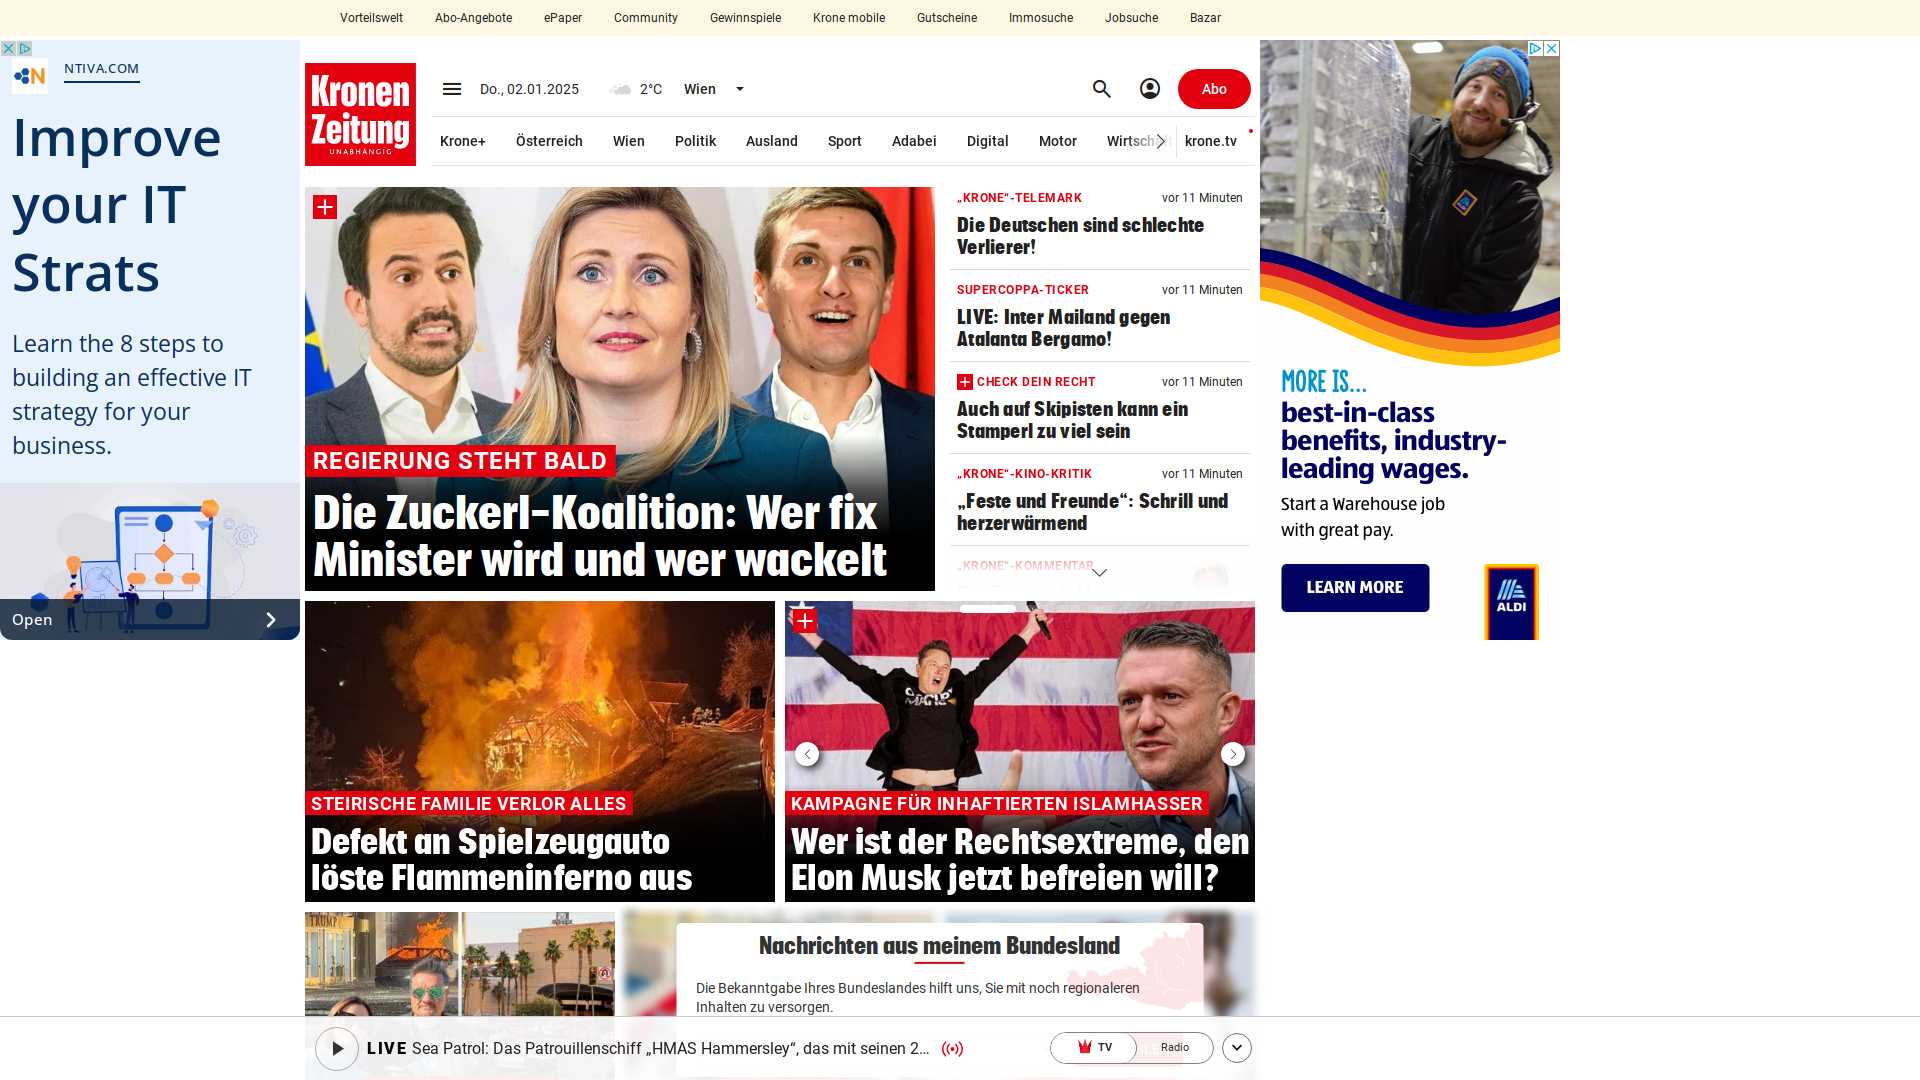 Vorteilswelt Abo-Angebote ePaper Community Gewinnspiele Krone mobile Gutscheine Immosuche Jobsuche Bazar
NTIVA.COM
Improve
your IT
Strats
Learn the 8 steps to
building an effective IT
strategy for your
business.
Open
Kronen
Zeitung
UNABHÄNGIG
Do., 02.01.2025 2°C Wien
Abo
Krone+ Österreich Wien Politik Ausland Sport Adabei Digital Motor Wirtsch krone.tv
REGIERUNG STEHT BALD
Die Zuckerl-Koalition: Wer fix
Minister wird und wer wackelt
„KRONE“-TELEMARK vor 11 Minuten
Die Deutschen sind schlechte
Verlierer!
SUPERCOPPA-TICKER vor 11 Minuten
LIVE: Inter Mailand gegen
Atalanta Bergamo!
CHECK DEIN RECHT vor 11 Minuten
Auch auf Skipisten kann ein
Stamperl zu viel sein
„KRONE“-KINO-KRITIK vor 11 Minuten
„Feste und Freunde“: Schrill und
herzerwärmend
„KRONE“-KOMMENTAR
STEIRISCHE FAMILIE VERLOR ALLES
Defekt an Spielzeugauto
löste Flammeninferno aus
OCCUPY
MARS
KAMPAGNE FÜR INHAFTIERTEN ISLAMHASSER
Wer ist der Rechtsextreme, den
Elon Musk jetzt befreien will?
TRUMP
Nachrichten aus meinem Bundesland
Die Bekanntgabe Ihres Bundeslandes hilft uns, Sie mit noch regionaleren
Inhalten zu versorgen.
LIVE Sea Patrol: Das Patrouillenschiff „HMAS Hammersley“, das mit seinen 2...
TV Radio
MORE IS...
best-in-class
benefits, industry-
leading wages.
Start a Warehouse job
with great pay.
LEARN MORE
ALDI